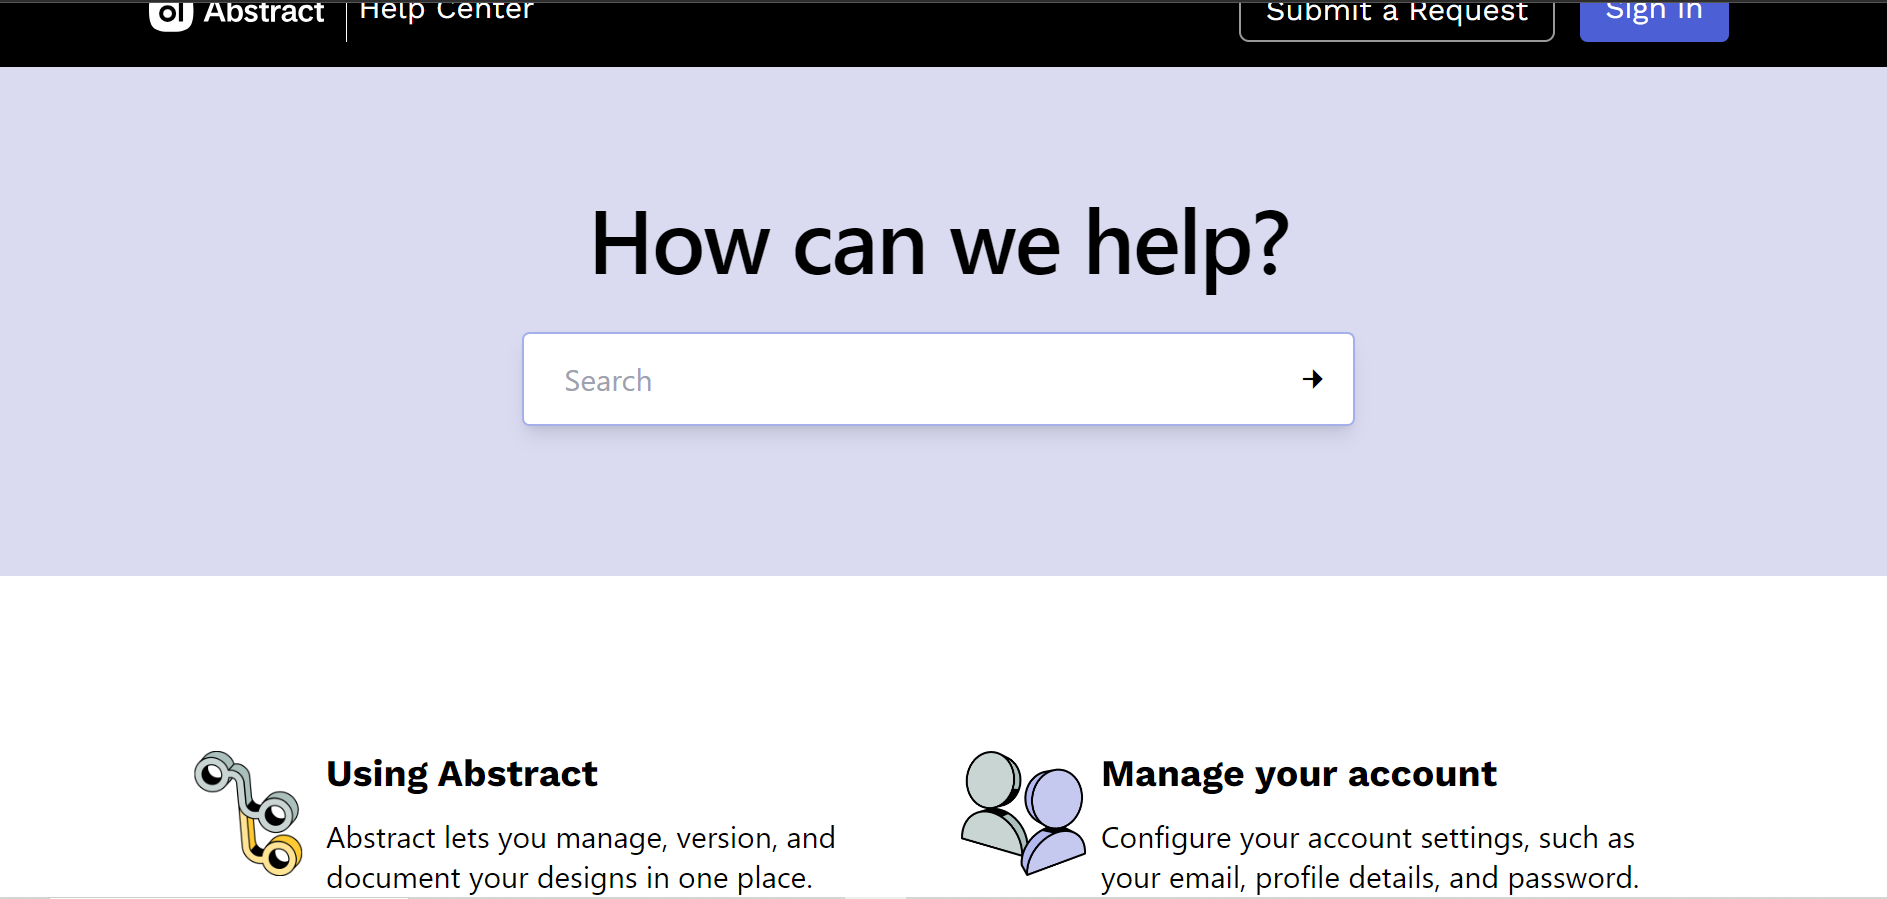 Abstract Help Center Submit a Request Sign In
How can we help?
Search
Using Abstract
Abstract lets you manage, version, and
document your designs in one place.
Manage your account
Configure your account settings, such as
your email, profile details, and password.